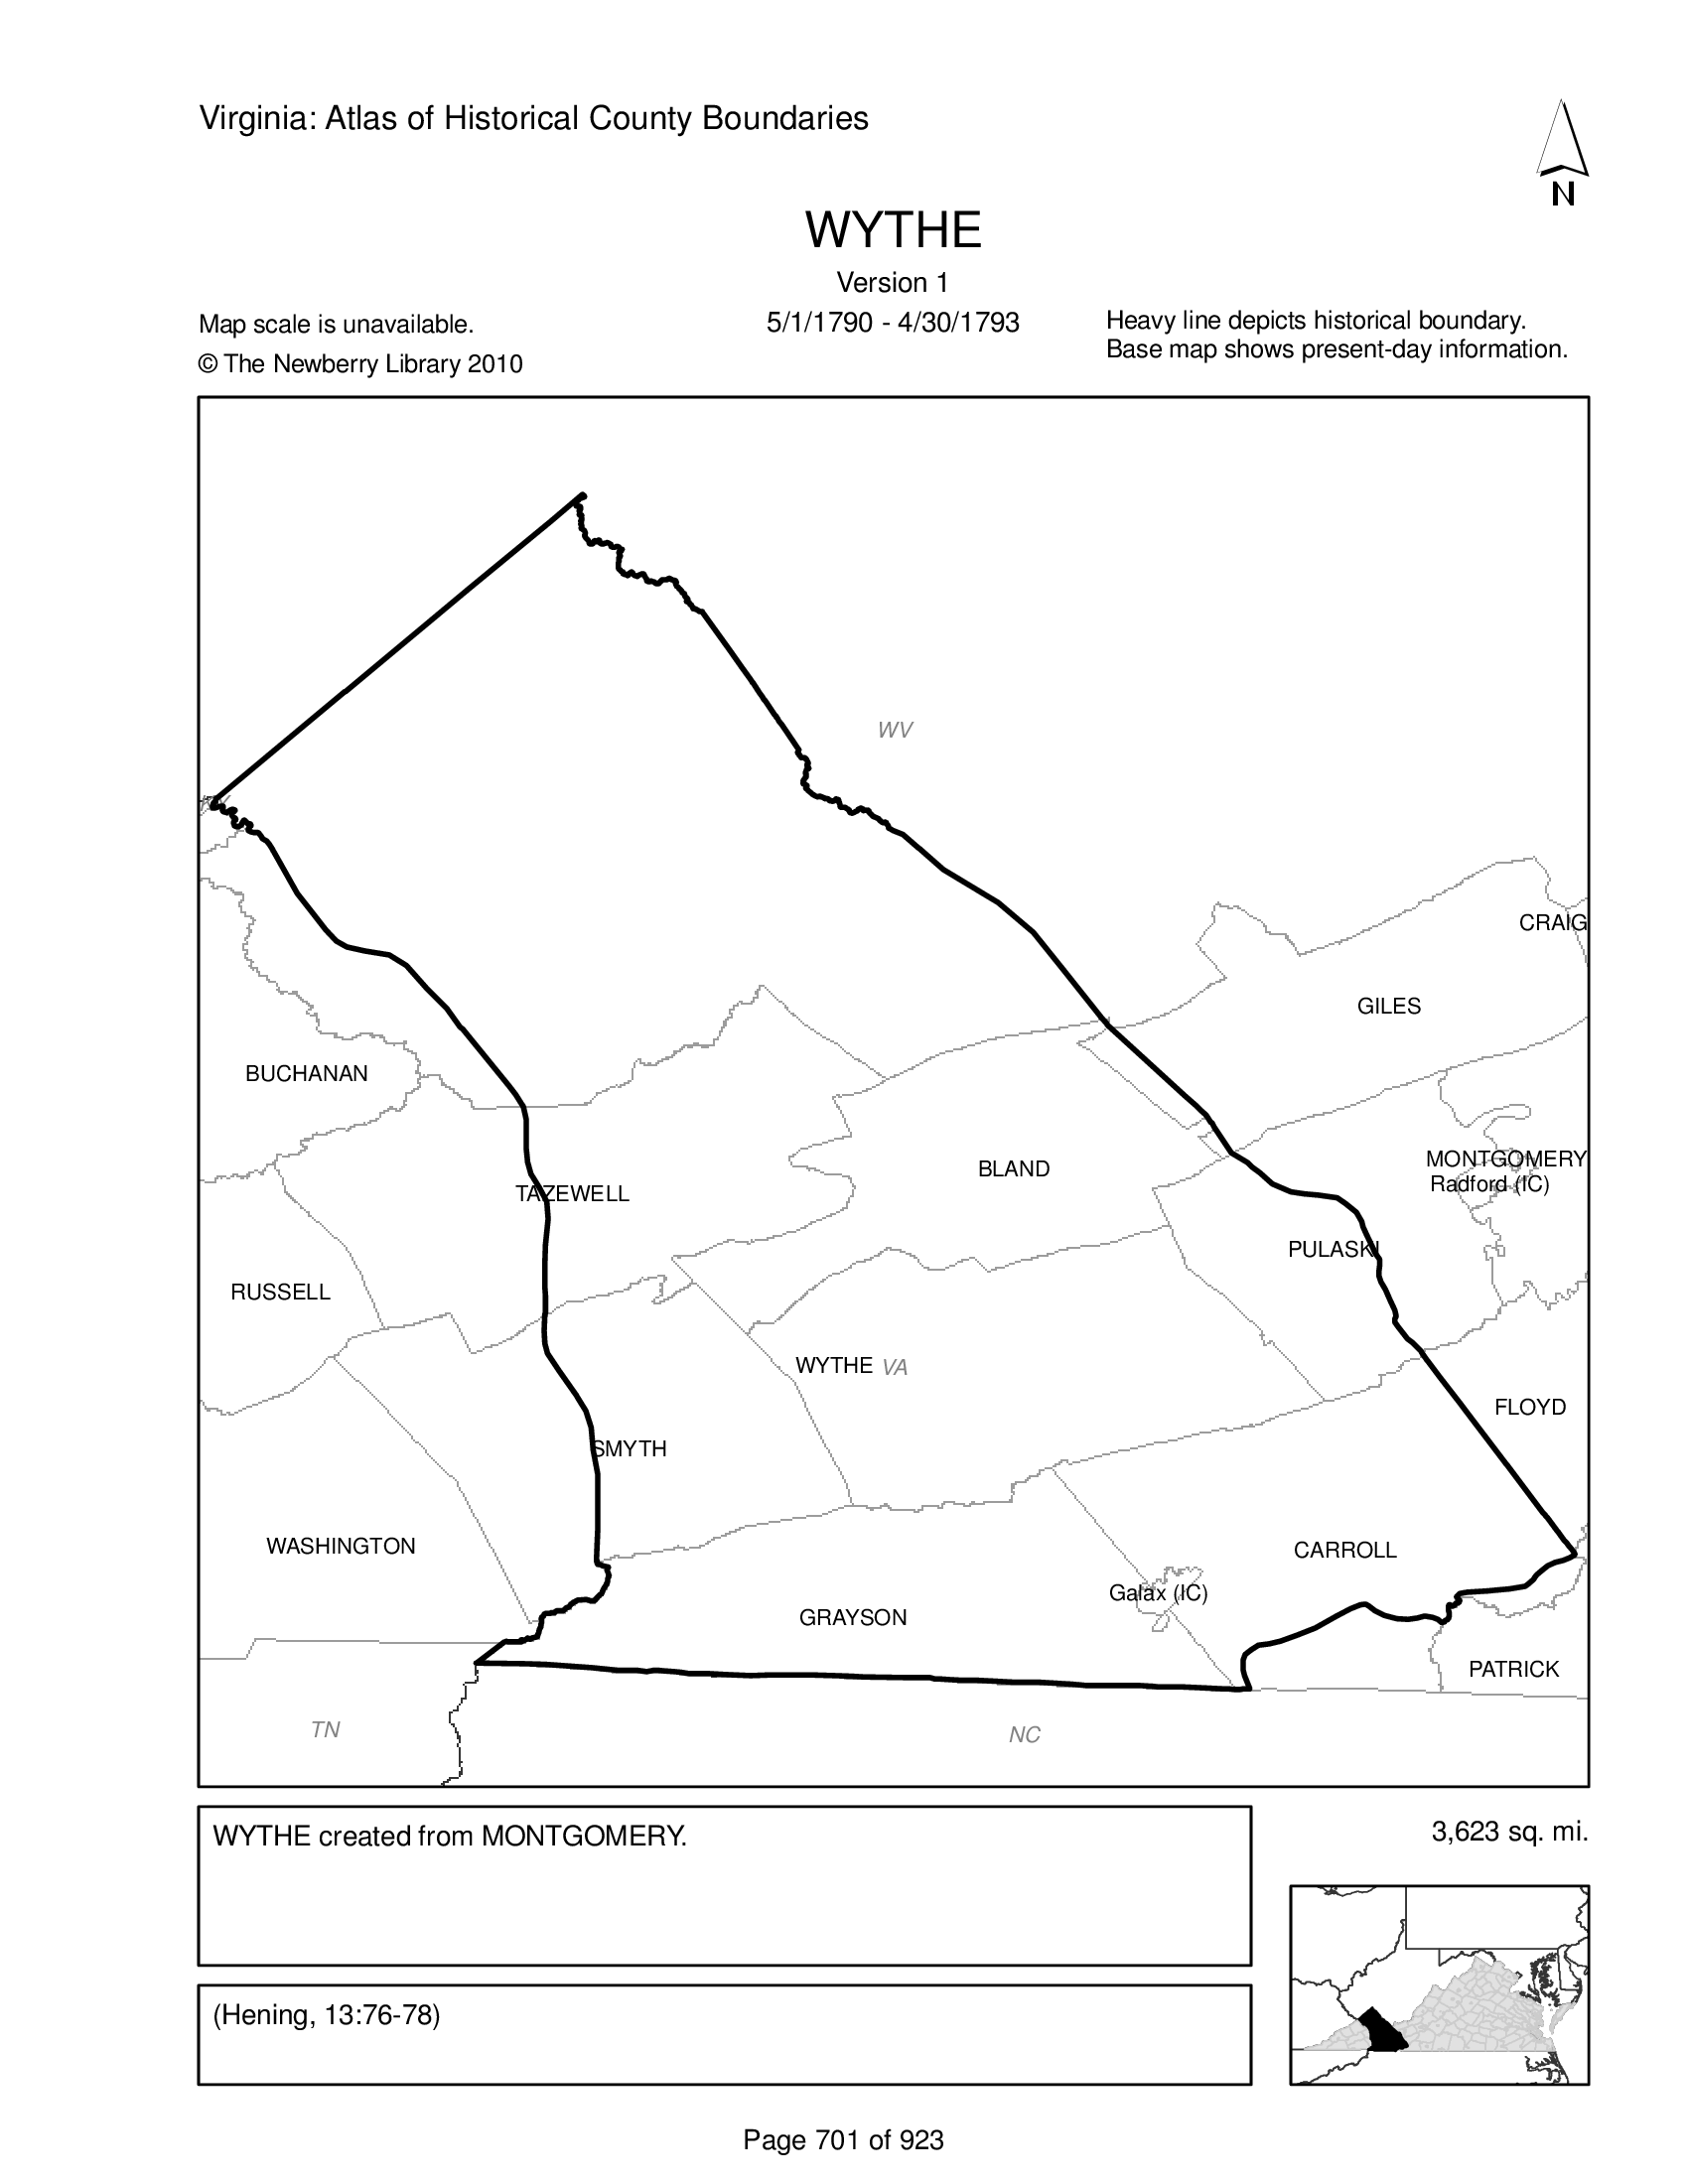 Virginia: Atlas of Historical County Boundaries
N
WYTHE
Version 1
5/1/1790 - 4/30/1793
Map scale is unavailable.
© The Newberry Library 2010
Heavy line depicts historical boundary.
Base map shows present-day information.
WV
CRAIG
GILES
BUCHANAN
MONTGOMERY
Radford (IC)
BLAND
TAZEWELL
PULASKI
RUSSELL
WYTHE VA
FLOYD
SMYTH
WASHINGTON
CARROLL
Galax (IC)
GRAYSON
PATRICK
TN
NC
WYTHE created from MONTGOMERY.
3,623 sq. mi.
(Hening, 13:76-78)
Page 701 of 923